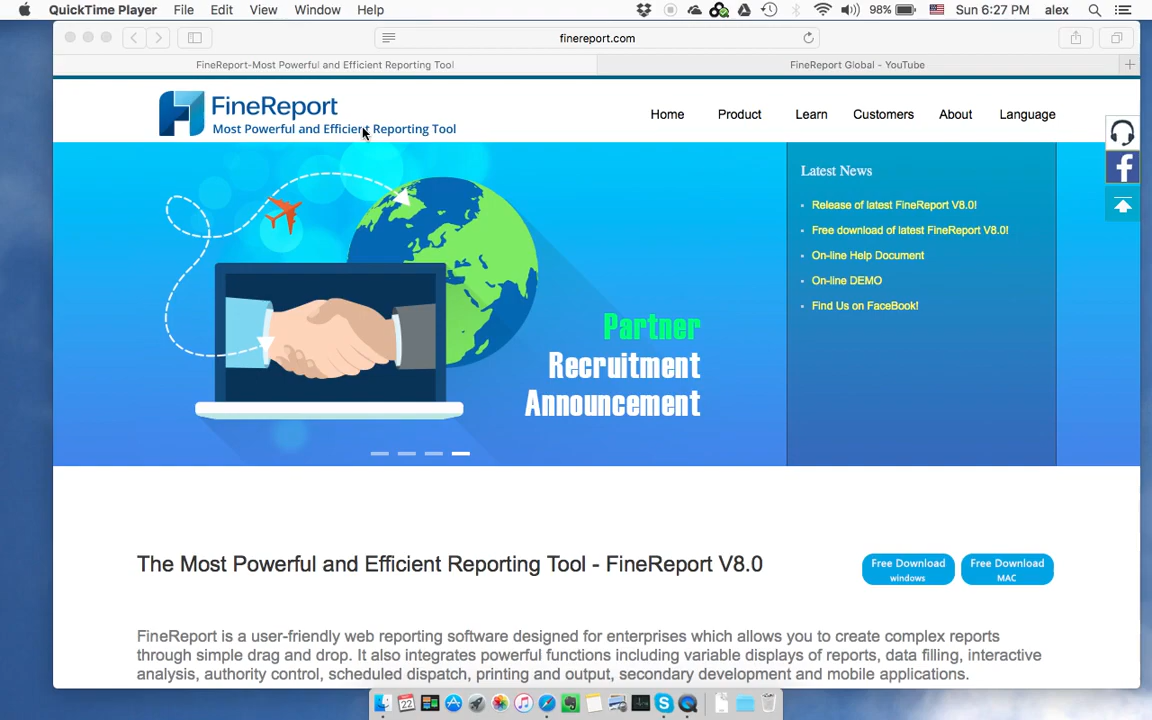 QuickTime Player File Edit View Window Help 98% Sun 6:27 PM alex
finereport.com
FineReport-Most Powerful and Efficient Reporting Tool FineReport Global - YouTube
FineReport
Most Powerful and Efficient Reporting Tool
Home Product Learn Customers About Language
Latest News
Release of latest FineReport V8.0!
Free download of latest FineReport V8.0!
On-line Help Document
On-line DEMO
Find Us on FaceBook!
Partner
Recruitment
Announcement
The Most Powerful and Efficient Reporting Tool - FineReport V8.0
Free Download
windows
Free Download
MAC
FineReport is a user-friendly web reporting software designed for enterprises which allows you to create complex reports
through simple drag and drop. It also integrates powerful functions including variable displays of reports, data filling, interactive
analysis, authority control, scheduled dispatch, printing and output, secondary development and mobile applications.
22